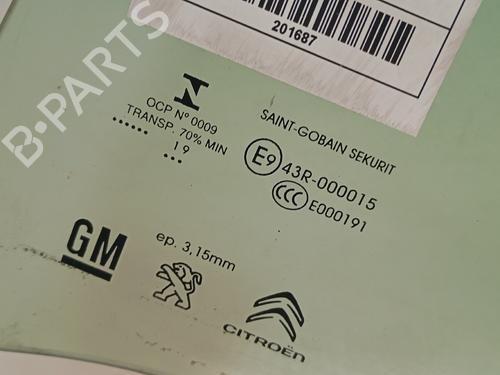 201687
B-PARTS
OCP Nº 0009
TRANSP. 70% MIN
19
SAINT-GOBAIN SEKURIT
E9 43R-000015
CCC E000191
GM
ep. 3,15mm
CITROËN